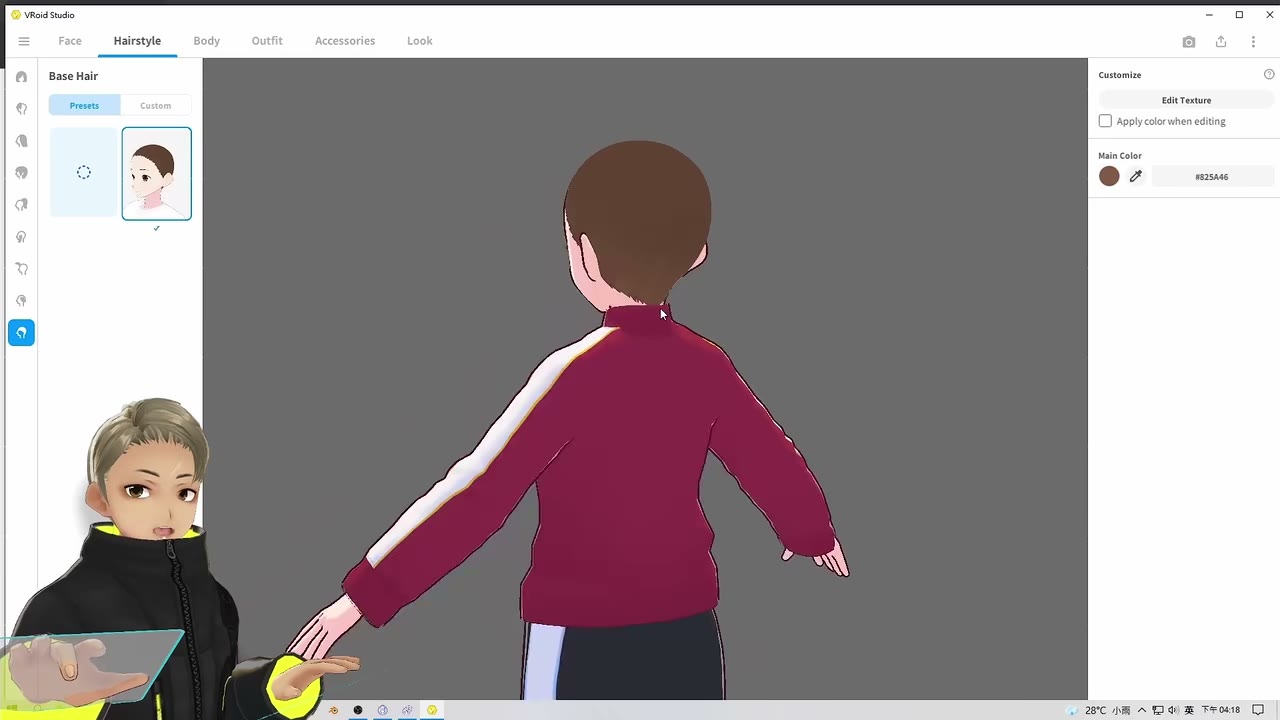 VRoid Studio
Face
Hairstyle
Body
Outfit
Accessories
Look
Base Hair
Presets
Custom
Customize
Edit Texture
Apply color when editing
Main Color
#825A46
28°C 小雨
英
下午 04:18